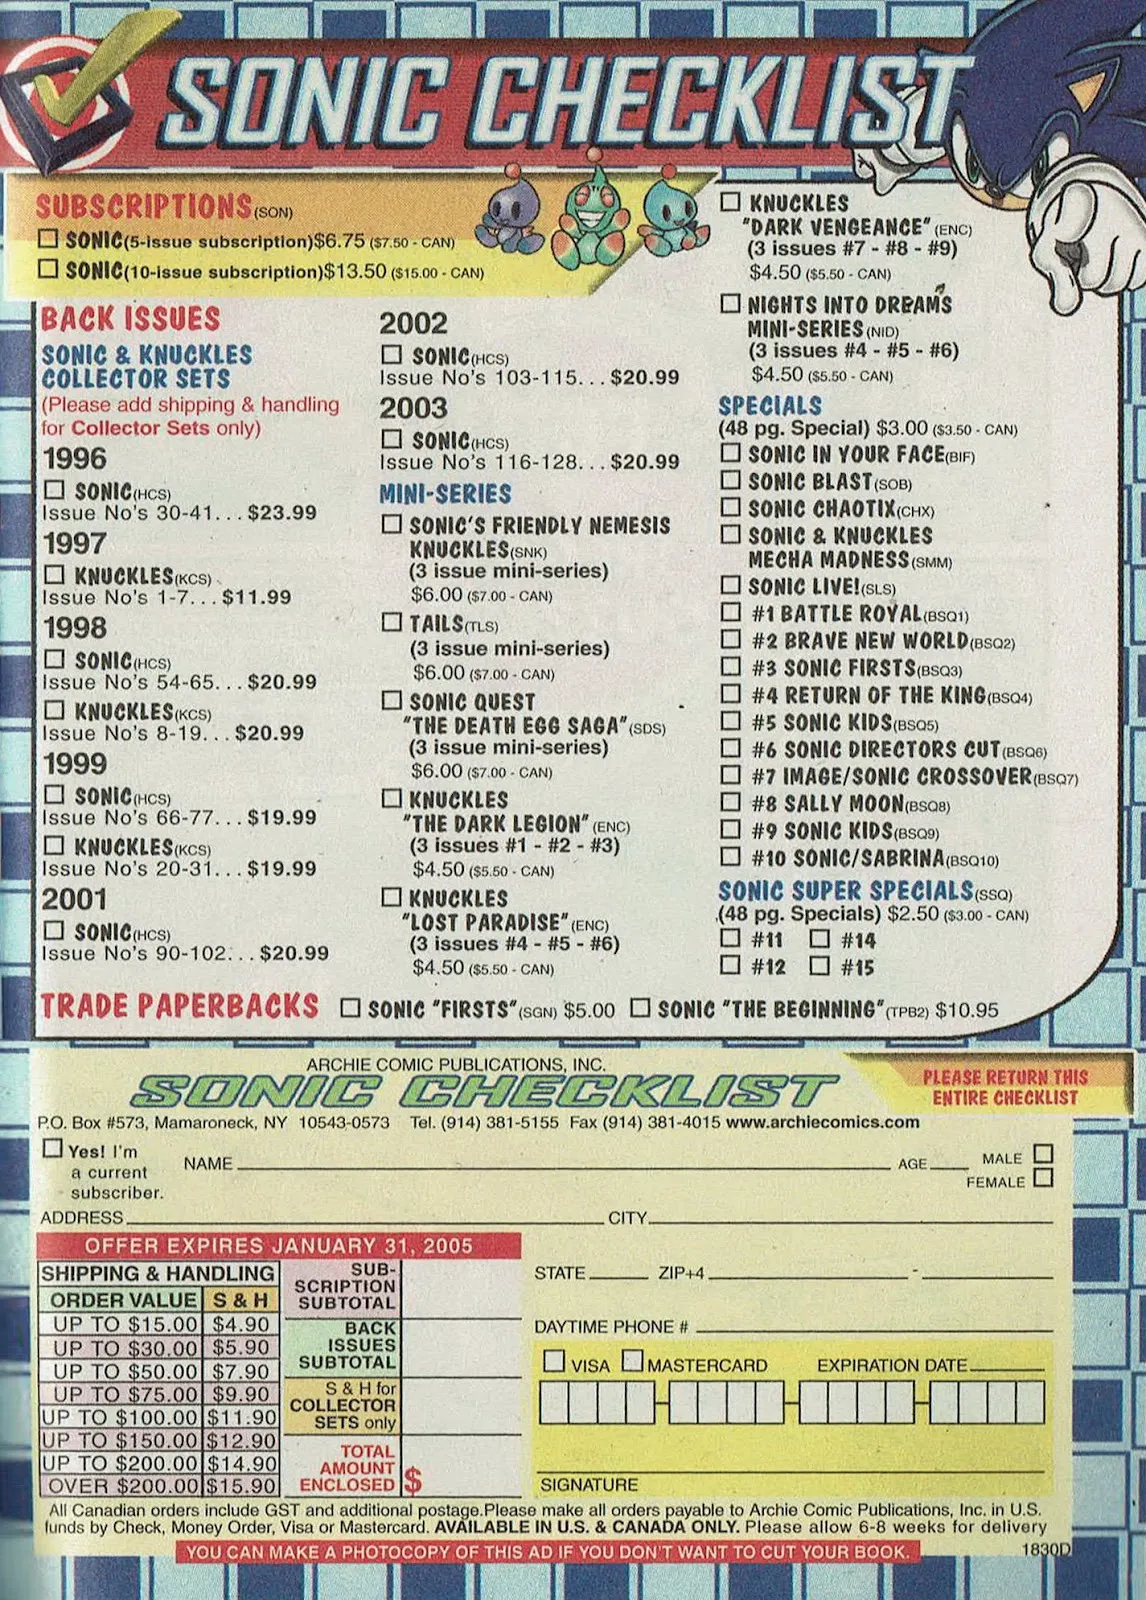 SONIC CHECKLIST
SUBSCRIPTIONS(SON)
SONIC(5-issue subscription)$6.75 ($7.50 - CAN)
SONIC(10-issue subscription)$13.50 ($15.00 - CAN)
BACK ISSUES
SONIC & KNUCKLES
COLLECTOR SETS
(Please add shipping & handling
for Collector Sets only)
1996
SONIC(HCS)
Issue No's 30-41... $23.99
1997
KNUCKLES(KCS)
Issue No's 1-7... $11.99
1998
SONIC(HCS)
Issue No's 54-65... $20.99
KNUCKLES(KCS)
Issue No's 8-19... $20.99
1999
SONIC(HCS)
Issue No's 66-77... $19.99
KNUCKLES(KCS)
Issue No's 20-31... $19.99
2001
SONIC(HCS)
Issue No's 90-102... $20.99
2002
SONIC(HCS)
Issue No's 103-115... $20.99
2003
SONIC(HCS)
Issue No's 116-128... $20.99
MINI-SERIES
SONIC'S FRIENDLY NEMESIS
KNUCKLES(SNK)
(3 issue mini-series)
$6.00 ($7.00 - CAN)
TAILS(TLS)
(3 issue mini-series)
$6.00 ($7.00 - CAN)
SONIC QUEST
"THE DEATH EGG SAGA"(SDS)
(3 issue mini-series)
$6.00 ($7.00 - CAN)
KNUCKLES
"THE DARK LEGION"(ENC)
(3 issues #1 - #2 - #3)
$4.50 ($5.50 - CAN)
KNUCKLES
"LOST PARADISE"(ENC)
(3 issues #4 - #5 - #6)
$4.50 ($5.50 - CAN)
KNUCKLES
"DARK VENGEANCE"(ENC)
(3 issues #7 - #8 - #9)
$4.50 ($5.50 - CAN)
NIGHTS INTO DREAMS
MINI-SERIES(NID)
(3 issues #4 - #5 - #6)
$4.50 ($5.50 - CAN)
SPECIALS
(48 pg. Special) $3.00 ($3.50 - CAN)
SONIC IN YOUR FACE(BIF)
SONIC BLAST(SOB)
SONIC CHAOTIX(CHX)
SONIC & KNUCKLES
MECHA MADNESS(SMM)
SONIC LIVE!(SLS)
#1 BATTLE ROYAL(BSQ1)
#2 BRAVE NEW WORLD(BSQ2)
#3 SONIC FIRSTS(BSQ3)
#4 RETURN OF THE KING(BSQ4)
#5 SONIC KIDS(BSQ5)
#6 SONIC DIRECTORS CUT(BSQ6)
#7 IMAGE/SONIC CROSSOVER(BSQ7)
#8 SALLY MOON(BSQ8)
#9 SONIC KIDS(BSQ9)
#10 SONIC/SABRINA(BSQ10)
SONIC SUPER SPECIALS(SSQ)
(48 pg. Specials) $2.50 ($3.00 - CAN)
#11 #14
#12 #15
TRADE PAPERBACKS SONIC "FIRSTS"(SGN) $5.00 SONIC "THE BEGINNING"(TPB2) $10.95
ARCHIE COMIC PUBLICATIONS, INC.
SONIC CHECKLIST
PLEASE RETURN THIS
ENTIRE CHECKLIST
P.O. Box #573, Mamaroneck, NY 10543-0573 Tel. (914) 381-5155 Fax (914) 381-4015 www.archiecomics.com
Yes! I'm
a current
subscriber.
NAME AGE MALE
FEMALE
ADDRESS CITY
OFFER EXPIRES JANUARY 31, 2005
SHIPPING & HANDLING
ORDER VALUE S & H
UP TO $15.00 $4.90
UP TO $30.00 $5.90
UP TO $50.00 $7.90
UP TO $75.00 $9.90
UP TO $100.00 $11.90
UP TO $150.00 $12.90
UP TO $200.00 $14.90
OVER $200.00 $15.90
SUB-
SCRIPTION
SUBTOTAL
BACK
ISSUES
SUBTOTAL
S & H for
COLLECTOR
SETS only
TOTAL
AMOUNT
ENCLOSED $
STATE ZIP+4 -
DAYTIME PHONE #
VISA MASTERCARD EXPIRATION DATE
SIGNATURE
All Canadian orders include GST and additional postage.Please make all orders payable to Archie Comic Publications, Inc. in U.S.
funds by Check, Money Order, Visa or Mastercard. AVAILABLE IN U.S. & CANADA ONLY. Please allow 6-8 weeks for delivery
YOU CAN MAKE A PHOTOCOPY OF THIS AD IF YOU DON'T WANT TO CUT YOUR BOOK.
1830D